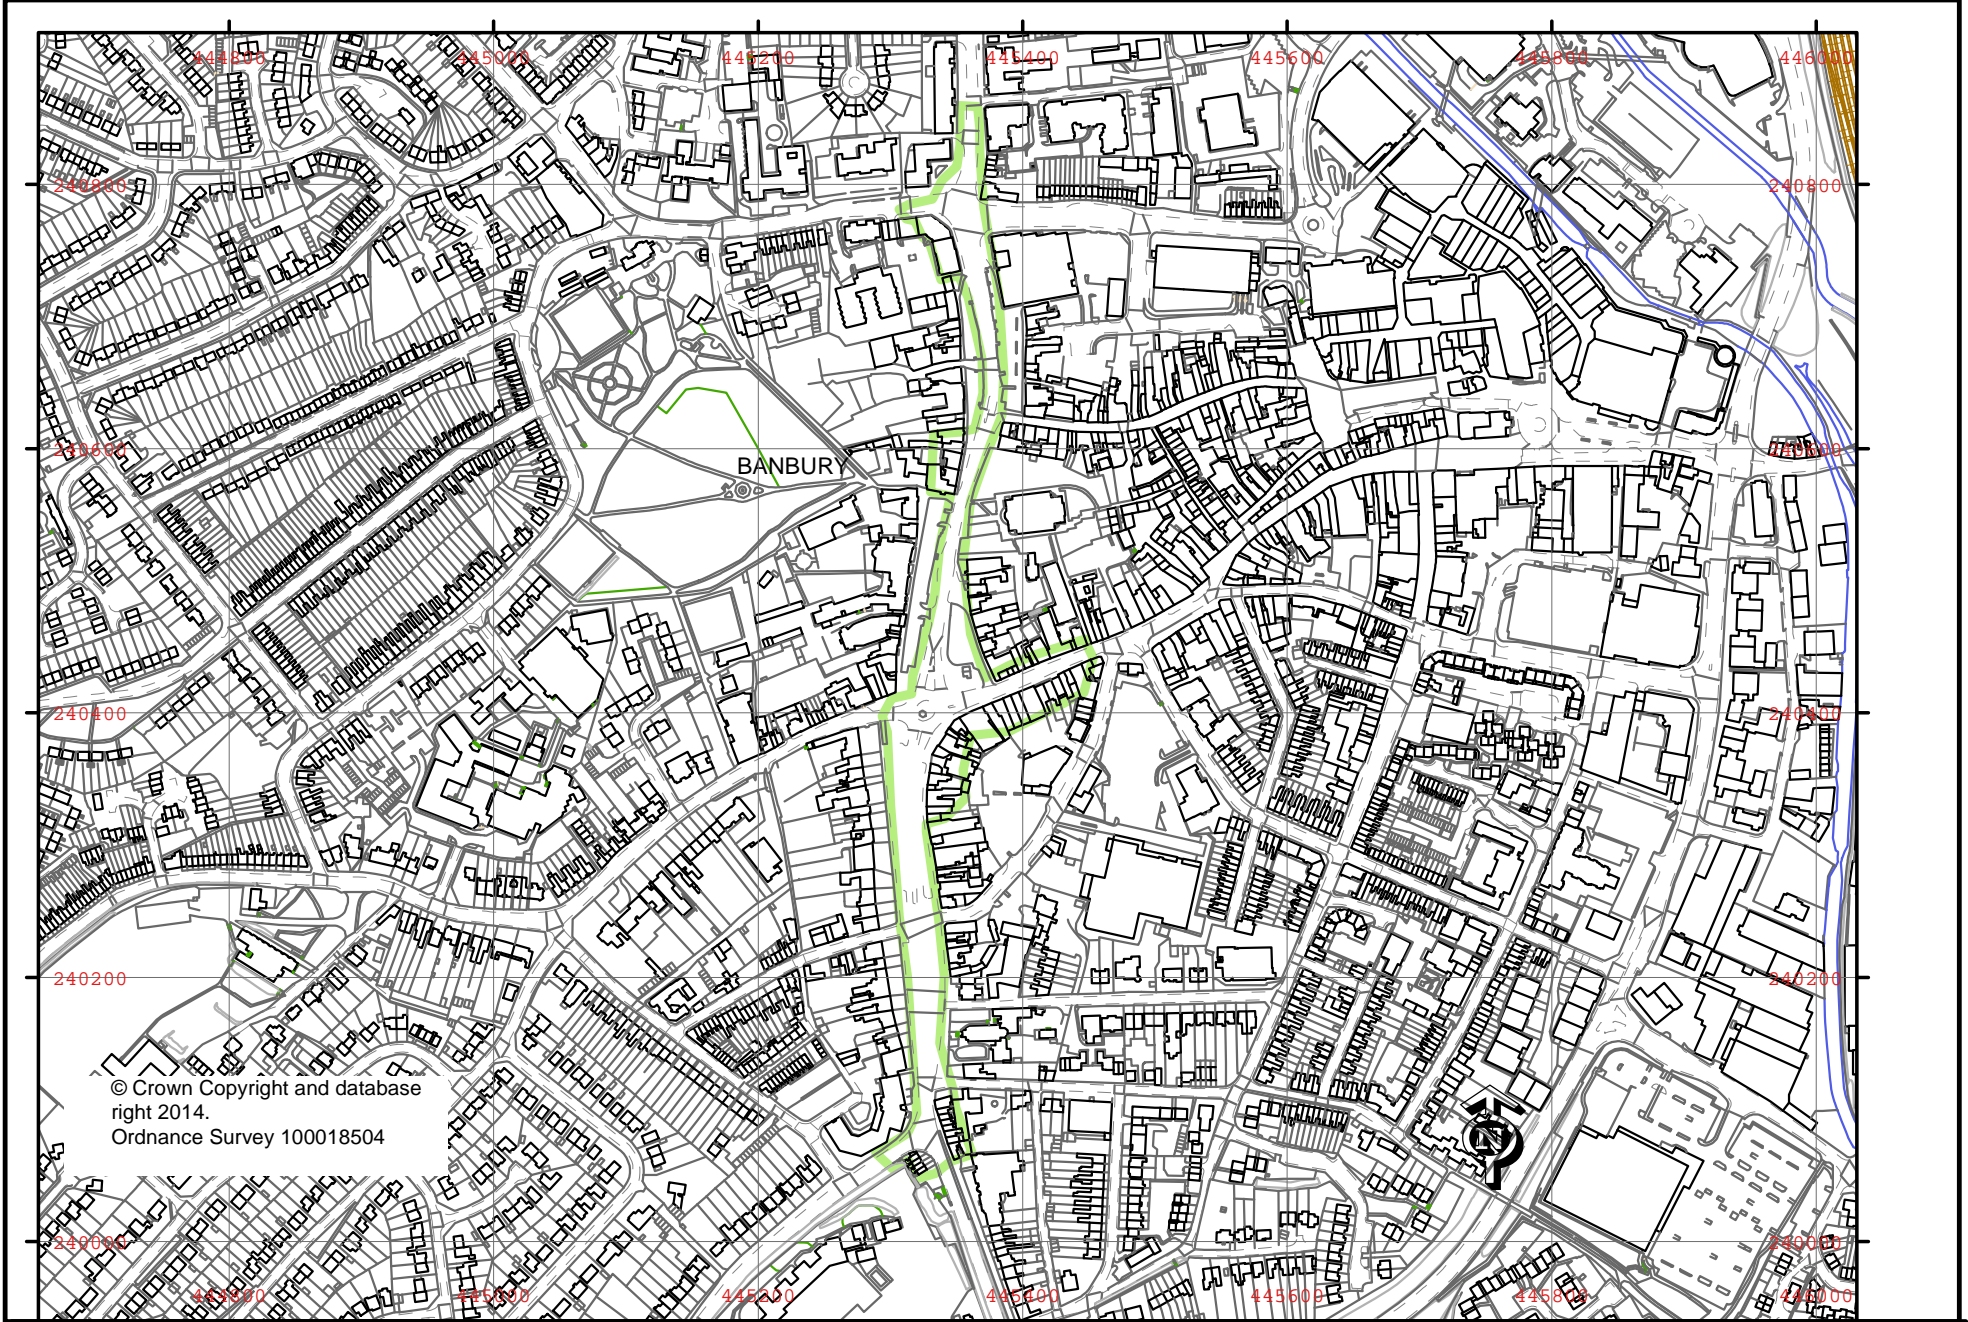 444800 445000 445200 445400 445600 445800 446000
240800 240800
240600 240600
BANBURY
240400 240400
240200 240200
© Crown Copyright and database
right 2014.
Ordnance Survey 100018504
N
240000 240000
444800 445000 445200 445400 445600 445800 446000